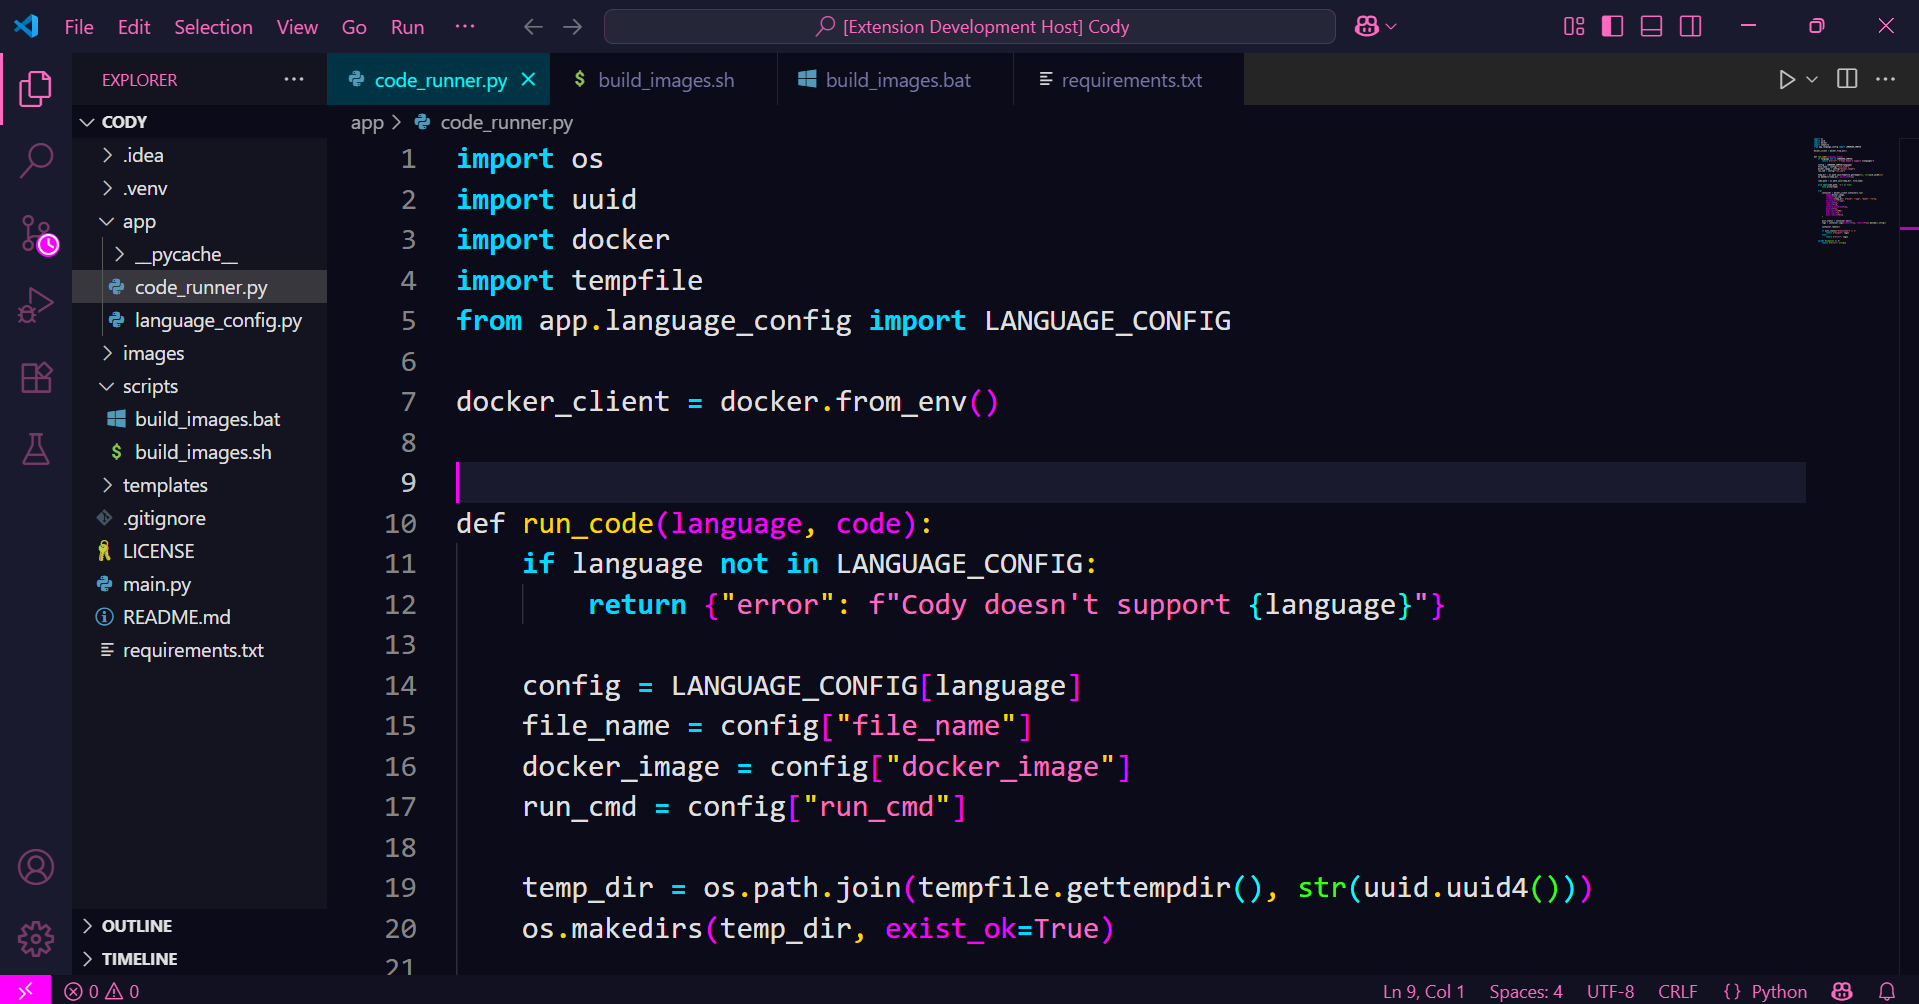 File Edit Selection View Go Run ··· [Extension Development Host] Cody
EXPLORER ···
code_runner.py
$ build_images.sh
build_images.bat
requirements.txt
CODY
.idea
.venv
app
__pycache__
code_runner.py
language_config.py
images
scripts
build_images.bat
$ build_images.sh
templates
.gitignore
LICENSE
main.py
README.md
requirements.txt
OUTLINE
TIMELINE
app > code_runner.py
1 import os
2 import uuid
3 import docker
4 import tempfile
5 from app.language_config import LANGUAGE_CONFIG
6
7 docker_client = docker.from_env()
8
9
10 def run_code(language, code):
11 if language not in LANGUAGE_CONFIG:
12 return {"error": f"Cody doesn't support {language}"}
13
14 config = LANGUAGE_CONFIG[language]
15 file_name = config["file_name"]
16 docker_image = config["docker_image"]
17 run_cmd = config["run_cmd"]
18
19 temp_dir = os.path.join(tempfile.gettempdir(), str(uuid.uuid4()))
20 os.makedirs(temp_dir, exist_ok=True)
21
0 0 Ln 9, Col 1 Spaces: 4 UTF-8 CRLF {} Python